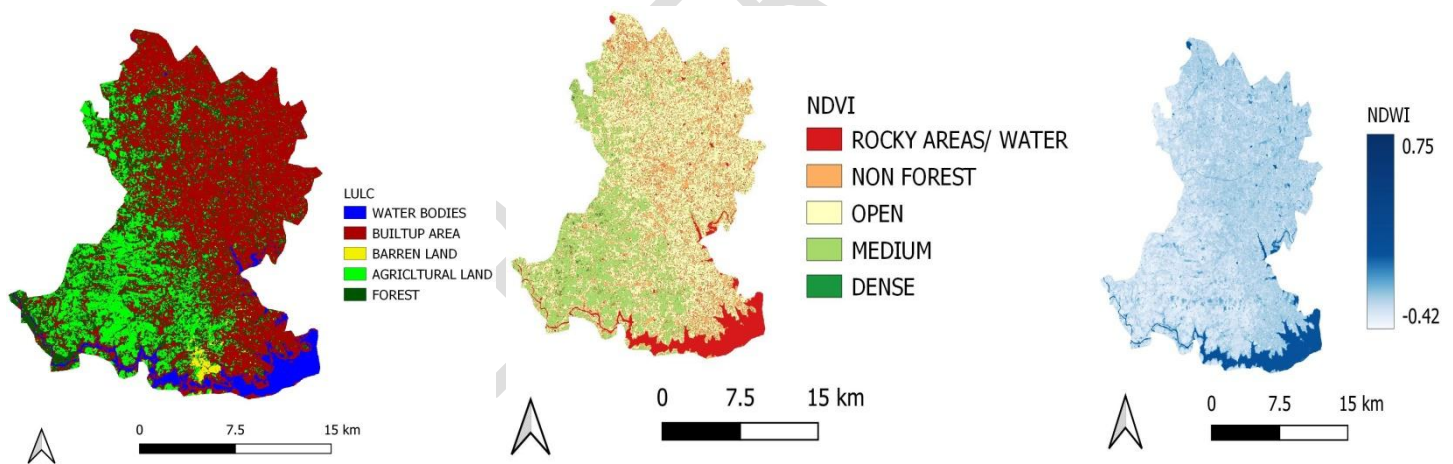 LULC
WATER BODIES
BUILTUP AREA
BARREN LAND
AGRICLTURAL LAND
FOREST
0 7.5 15 km
NDVI
ROCKY AREAS/ WATER
NON FOREST
OPEN
MEDIUM
DENSE
0 7.5 15 km
NDWI
0.75
-0.42
0 7.5 15 km